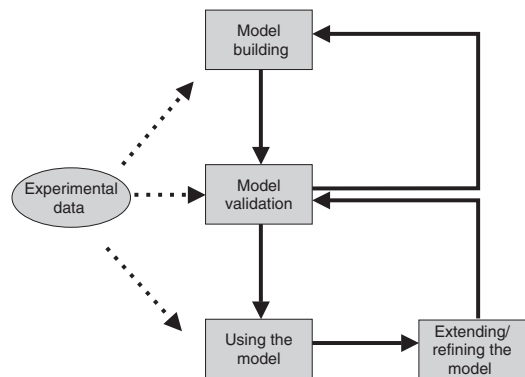 Model
building
Experimental
data
Model
validation
Using the
model
Extending/
refining the
model